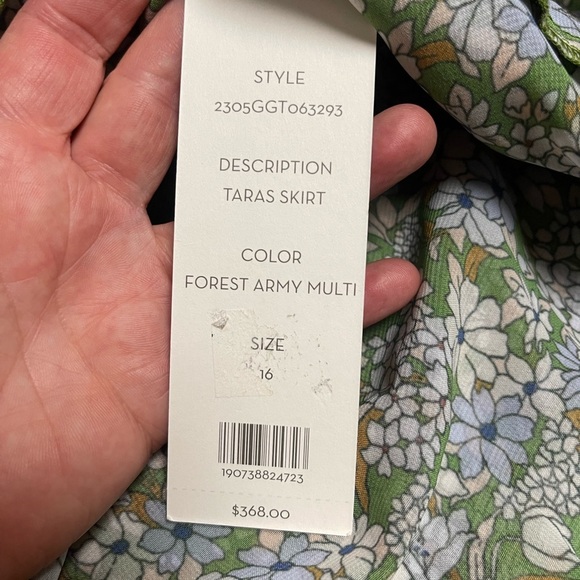 STYLE
2305GGT063293
DESCRIPTION
TARAS SKIRT
COLOR
FOREST ARMY MULTI
SIZE
16
190738824723
$368.00